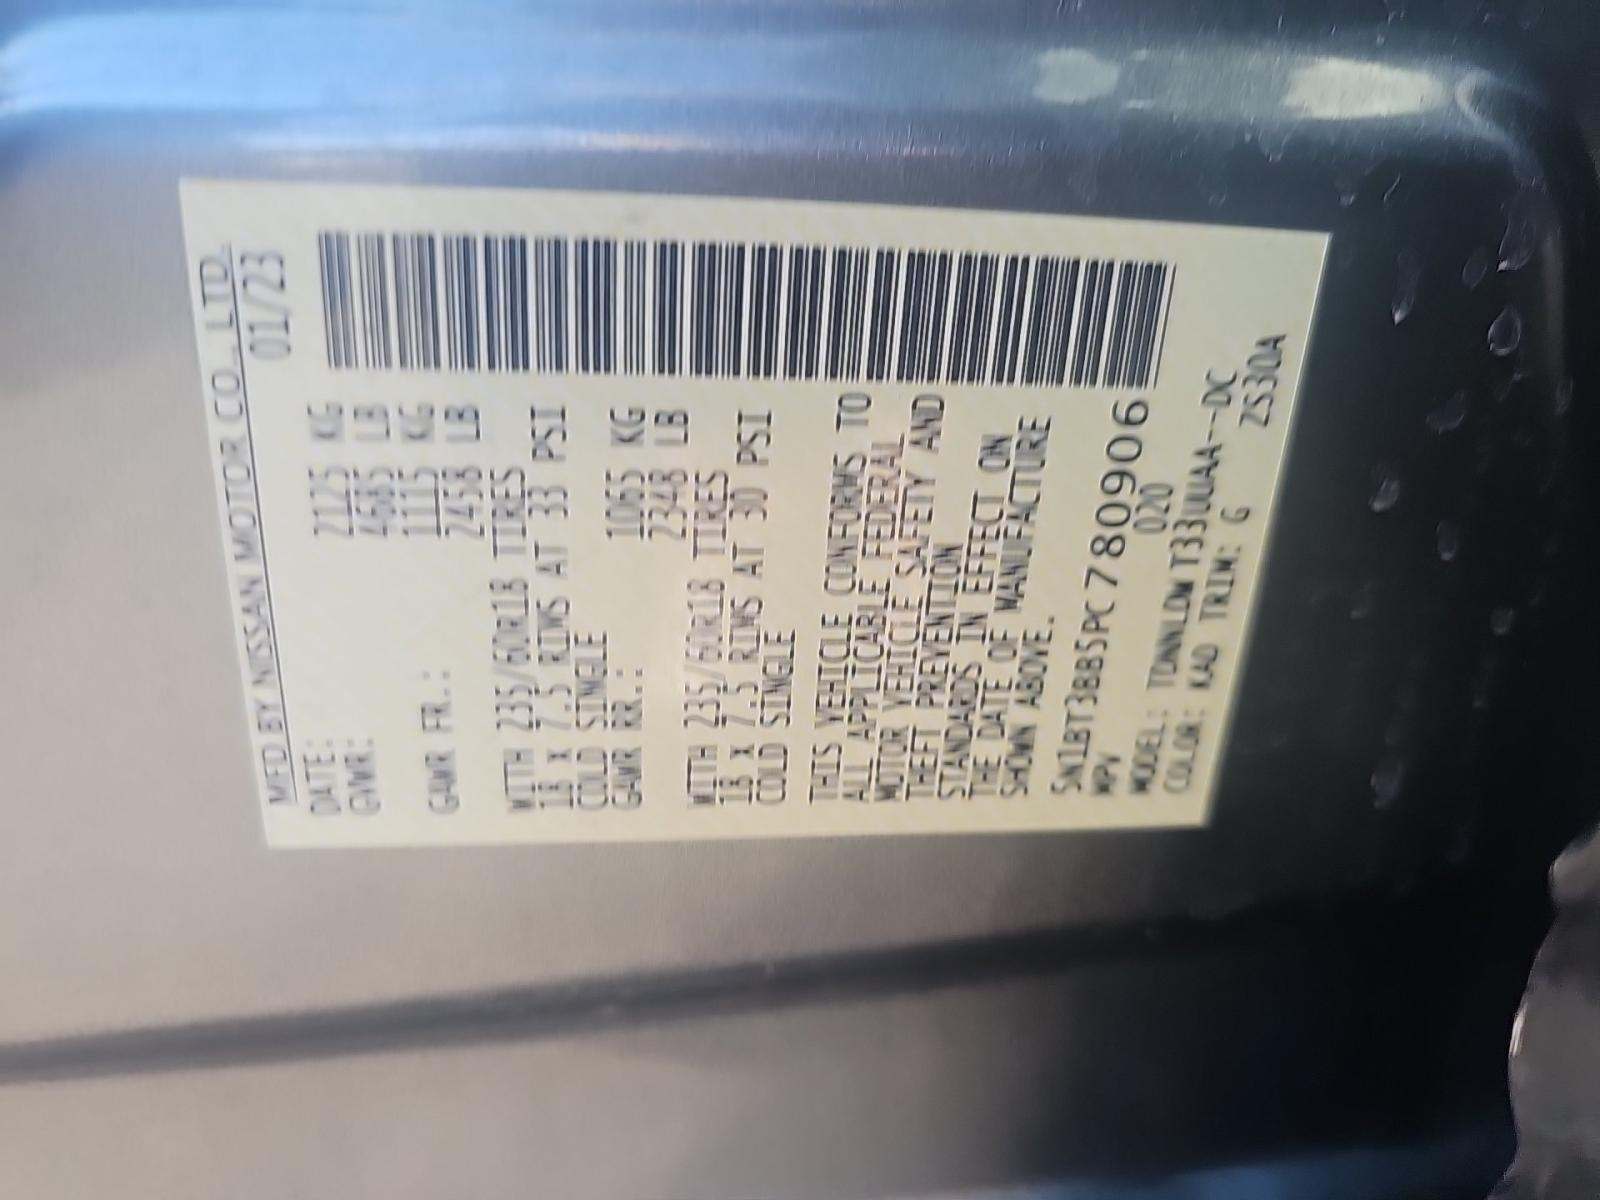 MFD BY NISSAN MOTOR CO., LTD.
DATE: 01/23
GVWR: 2125 KG
4685 LB
GAWR FR.: 1115 KG
2458 LB
WITH 235/60R18 TIRES
18 X 7.5 RIMS AT 33 PSI
COLD SINGLE
GAWR RR.: 1065 KG
2348 LB
WITH 235/60R18 TIRES
18 X 7.5 RIMS AT 30 PSI
COLD SINGLE
THIS VEHICLE CONFORMS TO
ALL APPLICABLE FEDERAL
MOTOR VEHICLE SAFETY AND
THEFT PREVENTION
STANDARDS IN EFFECT ON
THE DATE OF MANUFACTURE
SHOWN ABOVE.
5N1BT3BB5PC780906
MPV 020
MODEL: TDNNLDW T33UUAA--DC
COLOR: KAD TRIM: G ZS30A